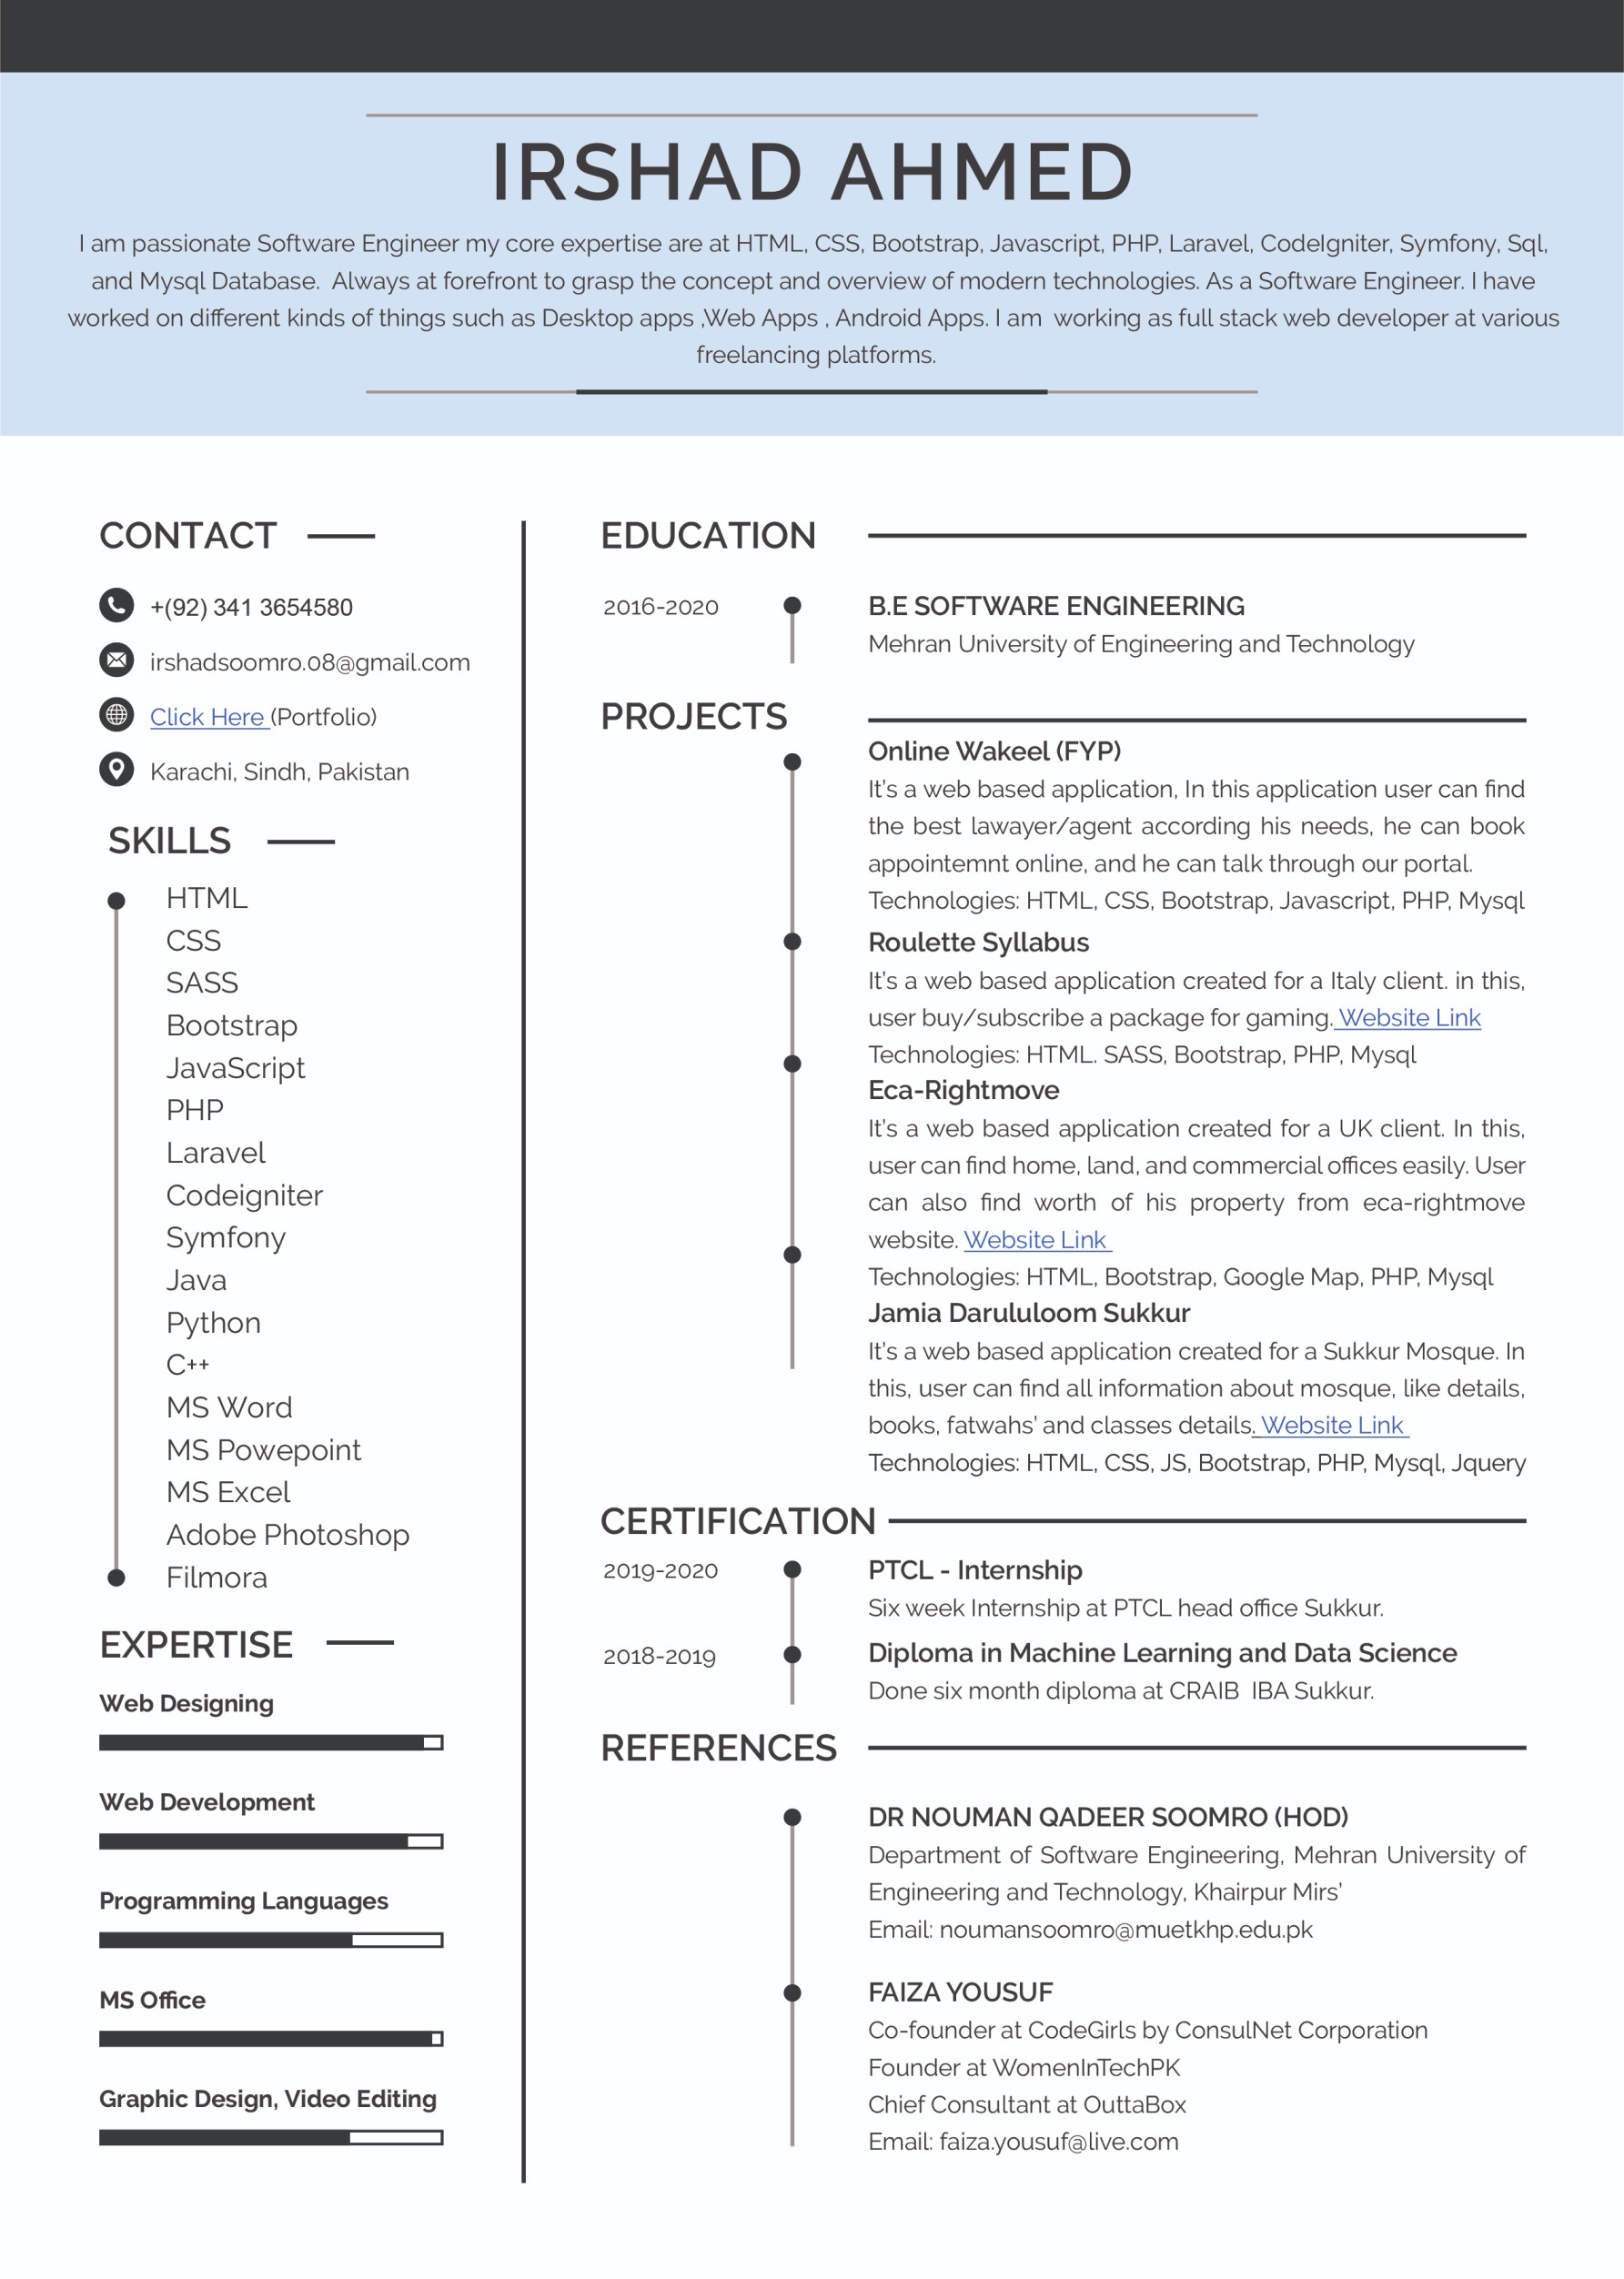 IRSHAD AHMED
I am passionate Software Engineer my core expertise are at HTML, CSS, Bootstrap, Javascript, PHP, Laravel, CodeIgniter, Symfony, Sql,
and Mysql Database.  Always at forefront to grasp the concept and overview of modern technologies. As a Software Engineer. I have
worked on different kinds of things such as Desktop apps ,Web Apps , Android Apps. I am  working as full stack web developer at various
freelancing platforms.
CONTACT
+(92) 341 3654580
irshadsoomro.08@gmail.com
Click Here (Portfolio)
Karachi, Sindh, Pakistan
SKILLS
HTML
CSS
SASS
Bootstrap
JavaScript
PHP
Laravel
Codeigniter
Symfony
Java
Python
C++
MS Word
MS Powepoint
MS Excel
Adobe Photoshop
Filmora
EXPERTISE
Web Designing
Web Development
Programming Languages
MS Office
Graphic Design, Video Editing
EDUCATION
2016-2020
B.E SOFTWARE ENGINEERING
Mehran University of Engineering and Technology
PROJECTS
Online Wakeel (FYP)
It's a web based application, In this application user can find
the best lawayer/agent according his needs, he can book
appointemnt online, and he can talk through our portal.
Technologies: HTML, CSS, Bootstrap, Javascript, PHP, Mysql
Roulette Syllabus
It's a web based application created for a Italy client. in this,
user buy/subscribe a package for gaming. Website Link
Technologies: HTML. SASS, Bootstrap, PHP, Mysql
Eca-Rightmove
It's a web based application created for a UK client. In this,
user can find home, land, and commercial offices easily. User
can also find worth of his property from eca-rightmove
website. Website Link
Technologies: HTML, Bootstrap, Google Map, PHP, Mysql
Jamia Darululoom Sukkur
It's a web based application created for a Sukkur Mosque. In
this, user can find all information about mosque, like details,
books, fatwahs' and classes details. Website Link
Technologies: HTML, CSS, JS, Bootstrap, PHP, Mysql, Jquery
CERTIFICATION
2019-2020
PTCL - Internship
Six week Internship at PTCL head office Sukkur.
2018-2019
Diploma in Machine Learning and Data Science
Done six month diploma at CRAIB  IBA Sukkur.
REFERENCES
DR NOUMAN QADEER SOOMRO (HOD)
Department of Software Engineering, Mehran University of
Engineering and Technology, Khairpur Mirs'
Email: noumansoomro@muetkhp.edu.pk
FAIZA YOUSUF
Co-founder at CodeGirls by ConsulNet Corporation
Founder at WomenInTechPK
Chief Consultant at OuttaBox
Email: faiza.yousuf@live.com